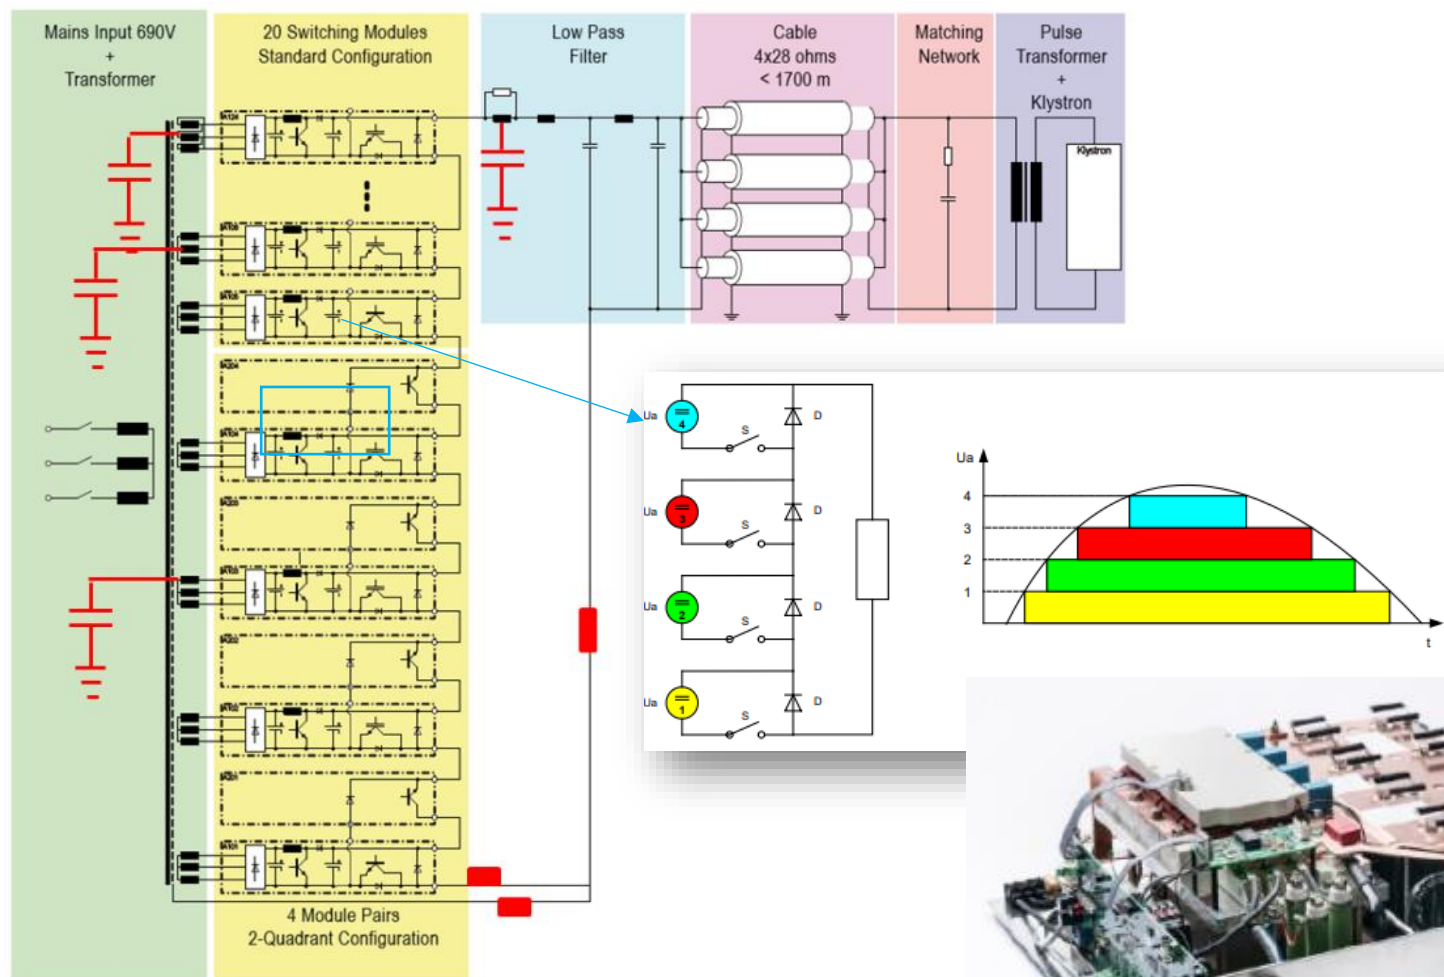 Mains Input 690V
+
Transformer
20 Switching Modules
Standard Configuration
Low Pass
Filter
Cable
4x28 ohms
< 1700 m
Matching
Network
Pulse
Transformer
+
Klystron
Klystron
4 Module Pairs
2-Quadrant Configuration
Ua
4
S
D
Ua
3
S
D
Ua
2
S
D
Ua
1
S
D
Ua
4
3
2
1
t